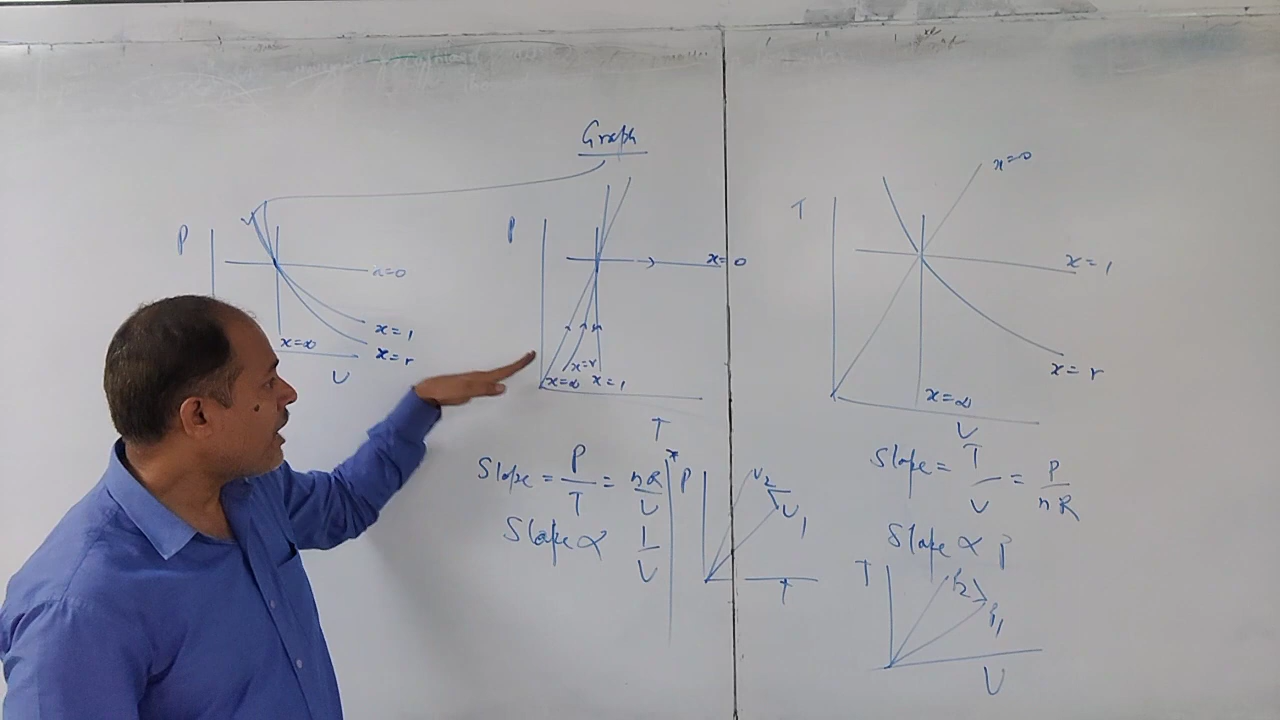 Graph
P
x=0
x=1
x=r
x=∞
V
P
x=0
x=r
x=∞ x=1
T
Slope = P/T = nR/V
Slope ∝ 1/V
*
P
V2
V1
T
T
x=0
x=1
x=r
x=∞
V
Slope = T/V = P/nR
Slope ∝ P
T
P2
P1
V